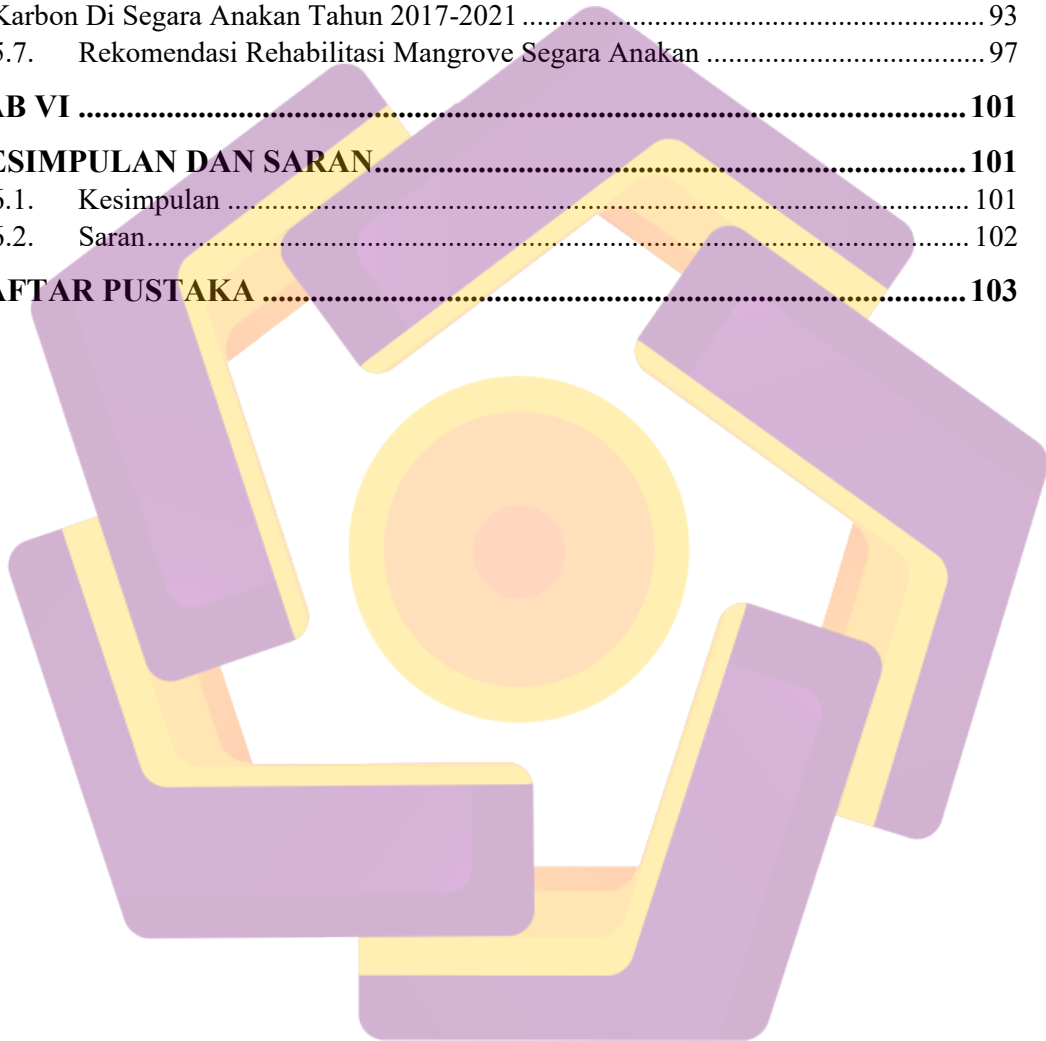 Karbon Di Segara Anakan Tahun 2017-2021 ........................................................... 93
5.7. Rekomendasi Rehabilitasi Mangrove Segara Anakan ..................................... 97
AB VI ............................................................................................................... 101
ESIMPULAN DAN SARAN.......................................................................... 101
6.1. Kesimpulan ................................................................................................... 101
6.2. Saran............................................................................................................. 102
AFTAR PUSTAKA ........................................................................................ 103